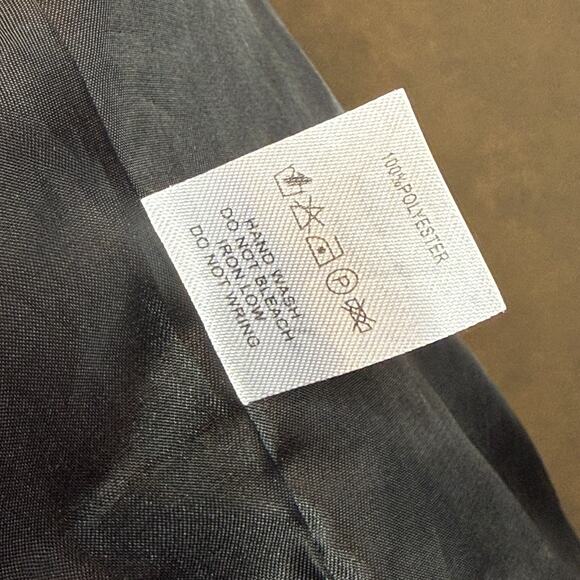 100%POLYESTER
P
HAND WASH
DO NOT BLEACH
IRON LOW
DO NOT WRING